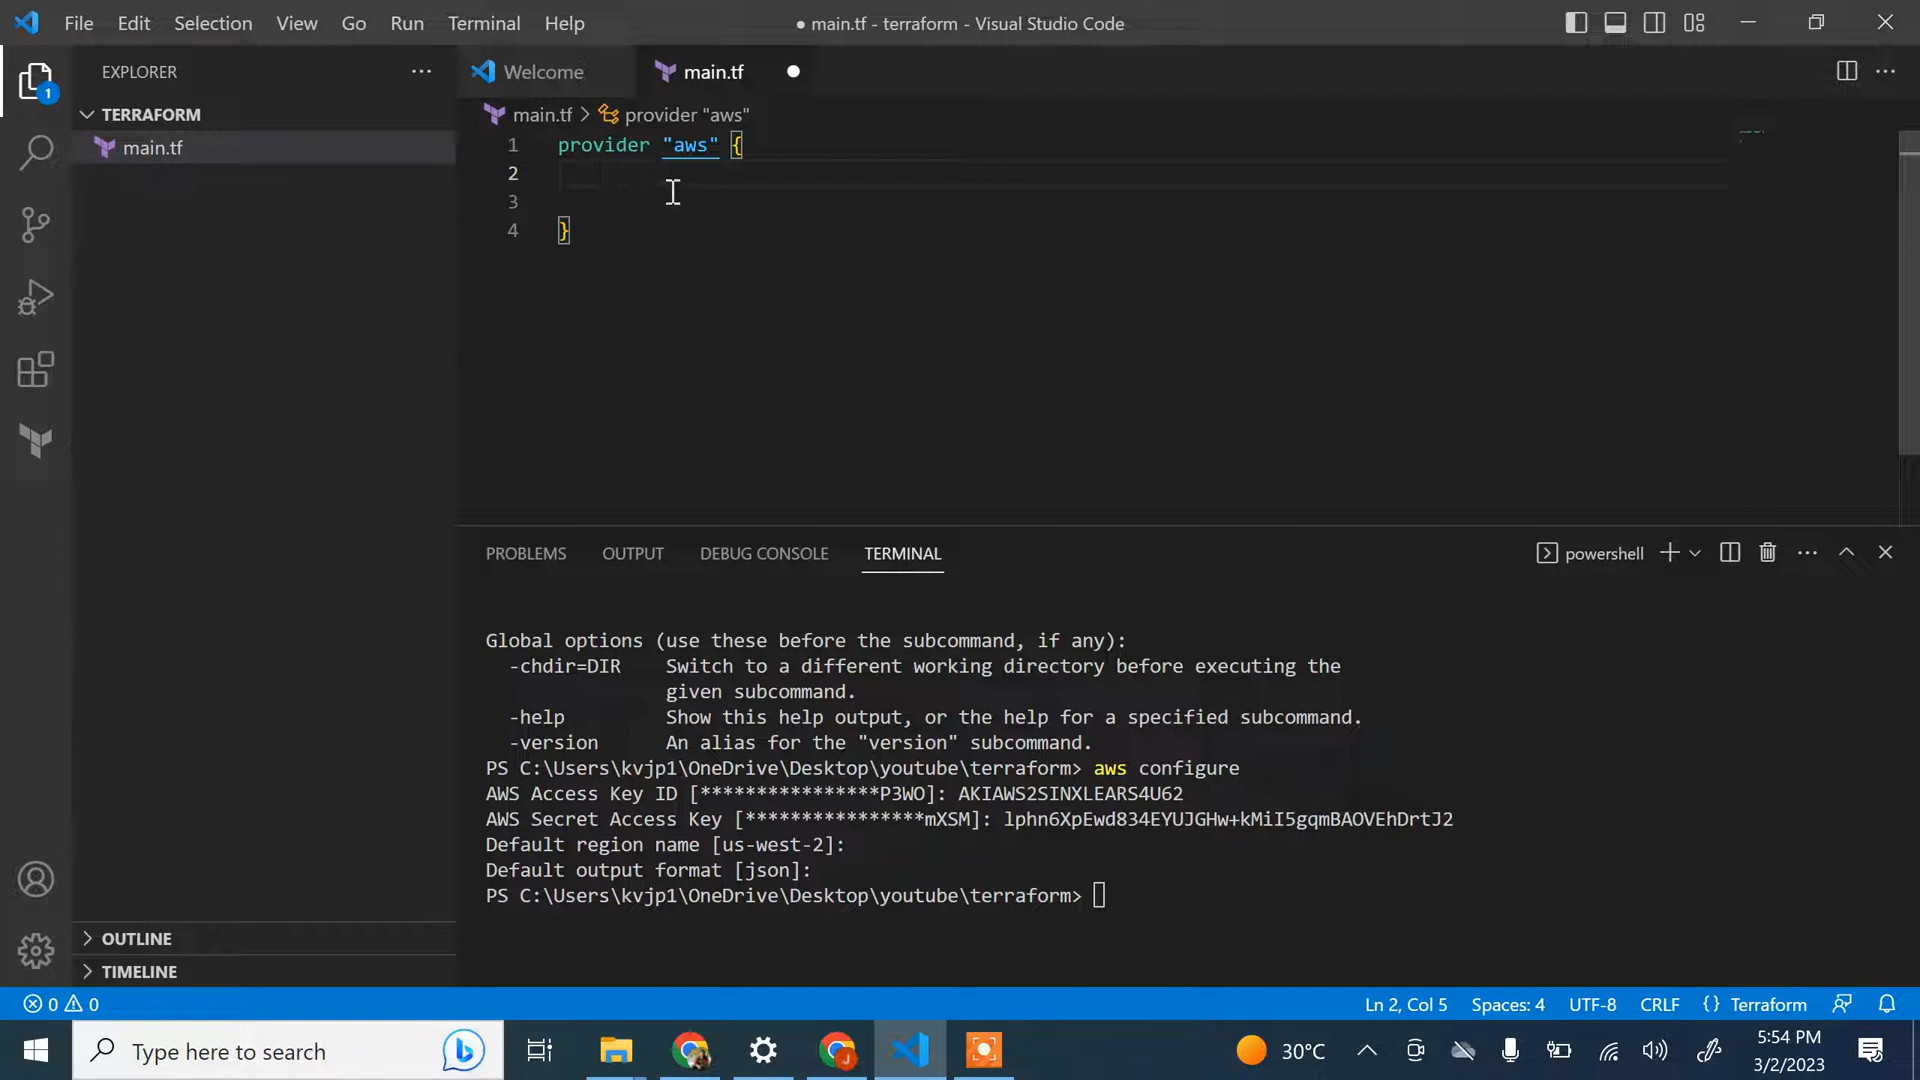 File Edit Selection View Go Run Terminal Help
● main.tf - terraform - Visual Studio Code
EXPLORER
Welcome
main.tf
TERRAFORM
main.tf > provider "aws"
main.tf
1 provider "aws" {
2
3
4 }
PROBLEMS OUTPUT DEBUG CONSOLE TERMINAL
powershell
Global options (use these before the subcommand, if any):
-chdir=DIR Switch to a different working directory before executing the
given subcommand.
-help Show this help output, or the help for a specified subcommand.
-version An alias for the "version" subcommand.
PS C:\Users\kvjp1\OneDrive\Desktop\youtube\terraform> aws configure
AWS Access Key ID [****************P3WO]: AKIAWS2SINXLEARS4U62
AWS Secret Access Key [****************mXSM]: 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
Default region name [us-west-2]:
Default output format [json]:
PS C:\Users\kvjp1\OneDrive\Desktop\youtube\terraform>
OUTLINE
TIMELINE
0 0
Ln 2, Col 5 Spaces: 4 UTF-8 CRLF {} Terraform
Type here to search
30°C
5:54 PM
3/2/2023